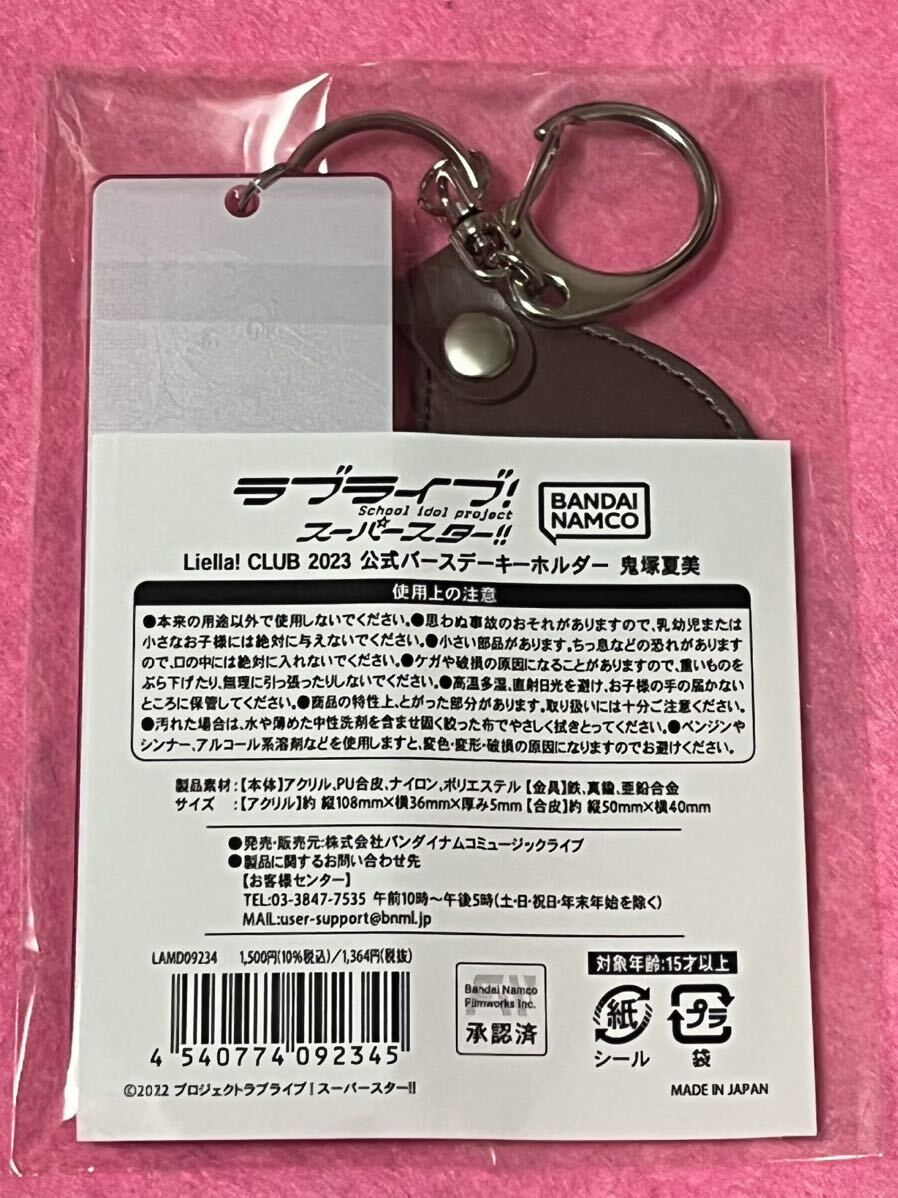 ラブライブ!
School idol project
スーパースター!!
BANDAI
NAMCO
Liella! CLUB 2023 公式バースデーキーホルダー 鬼塚夏美
使用上の注意
●本来の用途以外で使用しないでください。●思わぬ事故のおそれがありますので、乳幼児または
小さなお子様には絶対に与えないでください。●小さい部品があります。ちっ息などの恐れがあります
ので、口の中には絶対に入れないでください。●ケガや破損の原因になることがありますので、重いものを
ぶら下げたり、無理に引っ張ったりしないでください。●高温多湿、直射日光を避け、お子様の手の届かない
ところに保管してください。●商品の特性上、とがった部分があります。取り扱いには十分ご注意ください。
●汚れた場合は、水や薄めた中性洗剤を含ませ固く絞った布でやさしく拭きとってください。●ベンジンや
シンナー、アルコール系溶剤などを使用しますと、変色・変形・破損の原因になりますのでお避けください。
製品素材:【本体】アクリル、PU合皮、ナイロン、ポリエステル【金具】鉄、真鍮、亜鉛合金
サイズ :【アクリル】約 縦108mm×横36mm×厚み5mm【合皮】約 縦50mm×横40mm
●発売・販売元:株式会社バンダイナムコミュージックライブ
●製品に関するお問い合わせ先
【お客様センター】
TEL:03-3847-7535 午前10時〜午後5時(土・日・祝日・年末年始を除く)
MAIL:user-support@bnml.jp
LAMD09234 1,500円(10%税込)/1,364円(税抜)
4 540774 092345
Bandai Namco
Filmworks Inc.
承認済
対象年齢:15才以上
紙
シール
プラ
袋
©2022 プロジェクトラブライブ!スーパースター!!
MADE IN JAPAN